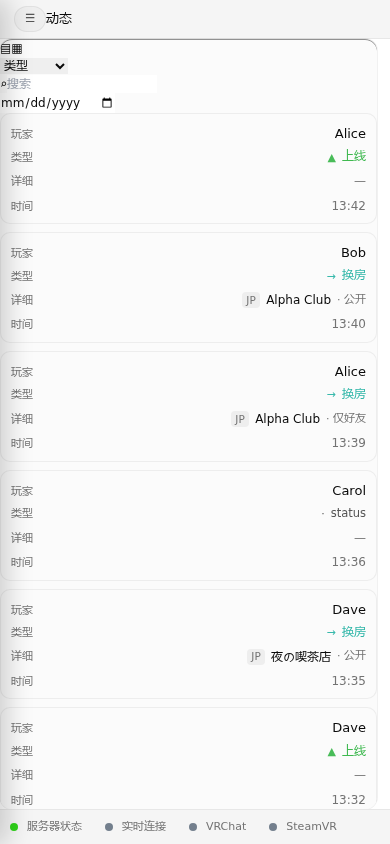 ☰ 动态
▤▦
类型
⌕搜索
mm/dd/yyyy
玩家 Alice
类型 ▲ 上线
详细 —
时间 13:42
玩家 Bob
类型 → 换房
详细 JP Alpha Club · 公开
时间 13:40
玩家 Alice
类型 → 换房
详细 JP Alpha Club · 仅好友
时间 13:39
玩家 Carol
类型 · status
详细 —
时间 13:36
玩家 Dave
类型 → 换房
详细 JP 夜の喫茶店 · 公开
时间 13:35
玩家 Dave
类型 ▲ 上线
详细 —
时间 13:32
服务器状态 实时连接 VRChat SteamVR